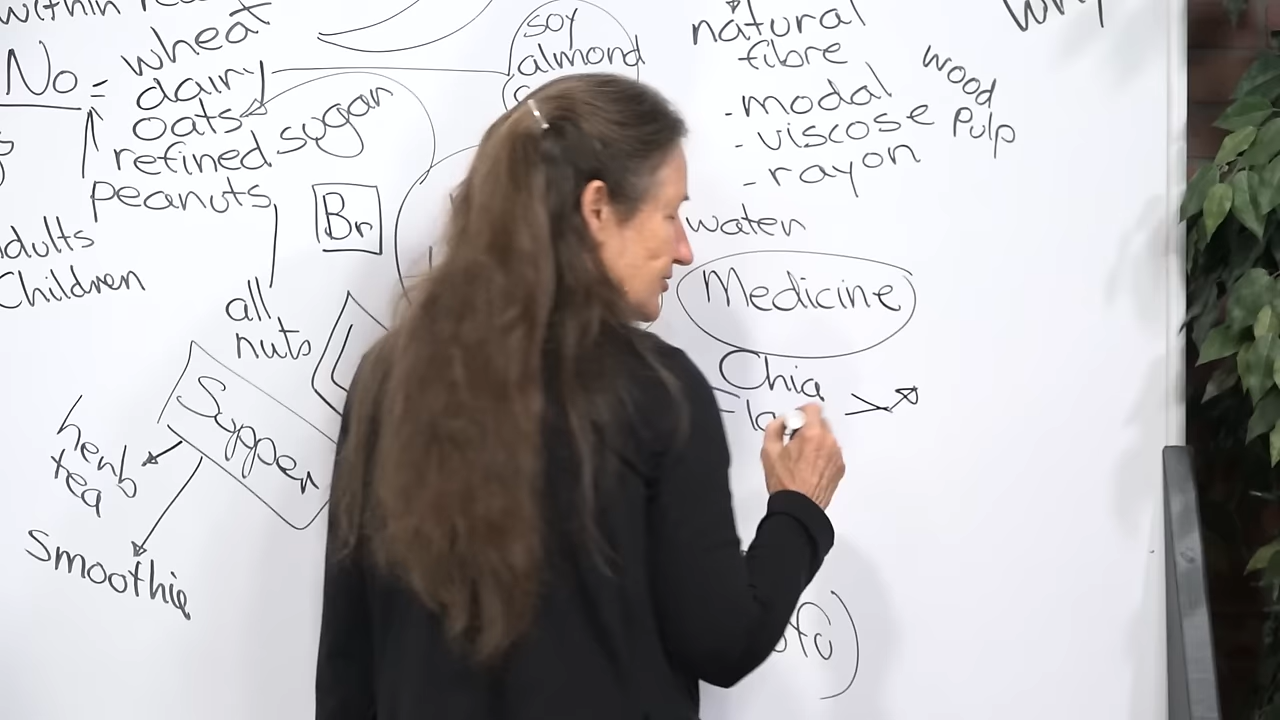 within
No = wheat
dairy
oats
refined sugar
peanuts
Children
all
nuts
Br
Supper
herb
tea
Smoothie
soy
almond
natural
fibre
- modal
- viscose
- rayon
wood
Pulp
water
Medicine
Chia
Why